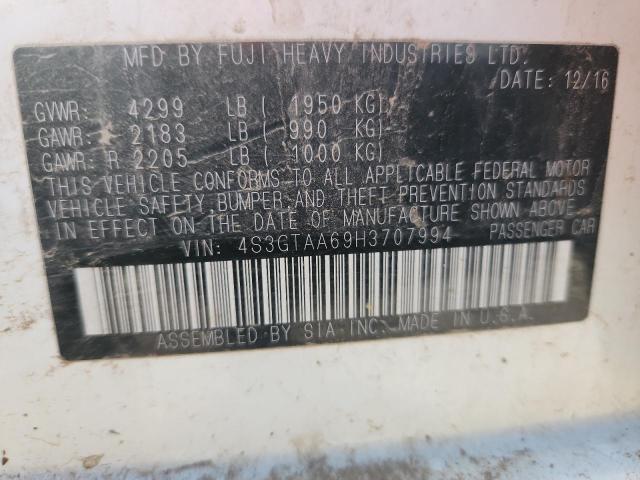 MFD BY FUJI HEAVY INDUSTRIES LTD.
DATE: 12/16
GVWR: 4299 LB ( 1950 KG)
GAWR: F 2183 LB ( 990 KG)
GAWR: R 2205 LB ( 1000 KG)
THIS VEHICLE CONFORMS TO ALL APPLICABLE FEDERAL MOTOR
VEHICLE SAFETY BUMPER,AND THEFT PREVENTION STANDARDS
IN EFFECT ON THE DATE OF MANUFACTURE SHOWN ABOVE.
VIN: 4S3GTAA69H3707994 PASSENGER CAR
ASSEMBLED BY SIA INC. MADE IN U.S.A.